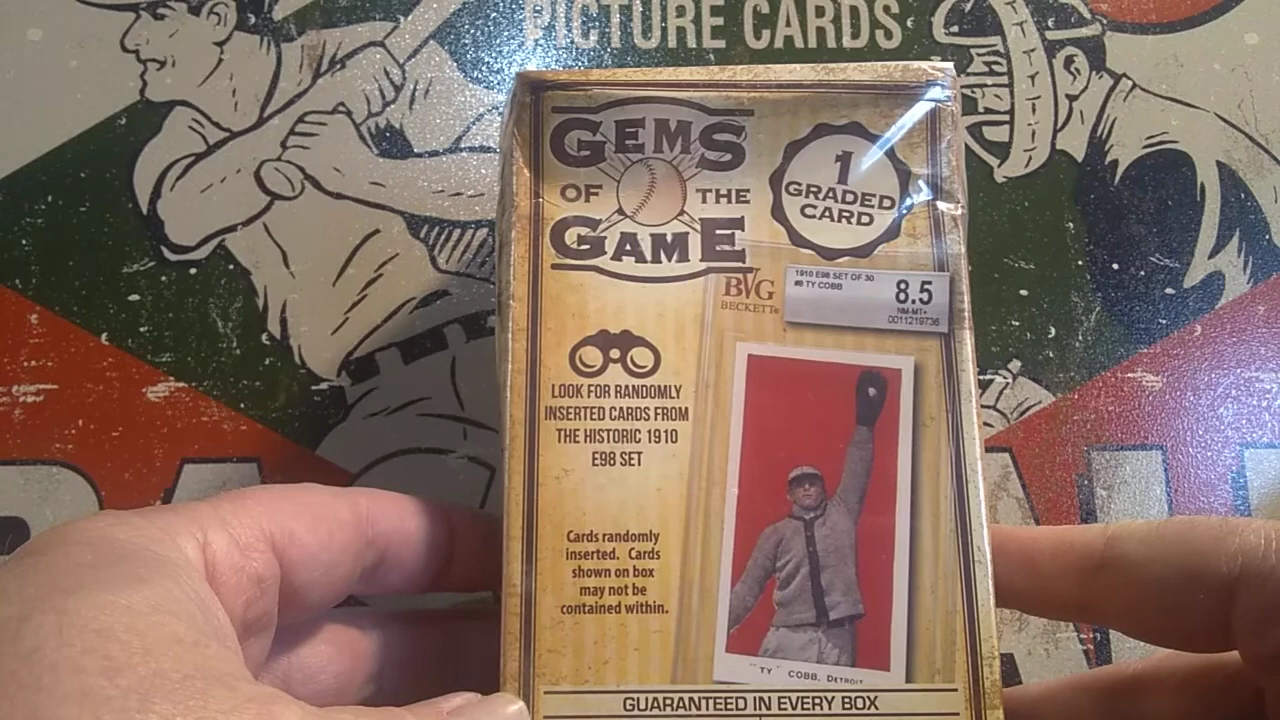 PICTURE CARDS
GEMS
OF THE
GAME
1
GRADED
CARD
BVG
BECKETT
1910 E98 SET OF 30
#8 TY COBB
8.5
NM-MT+
0011219736
LOOK FOR RANDOMLY
INSERTED CARDS FROM
THE HISTORIC 1910
E98 SET
Cards randomly
inserted. Cards
shown on box
may not be
contained within.
"TY" COBB, DETROIT
GUARANTEED IN EVERY BOX